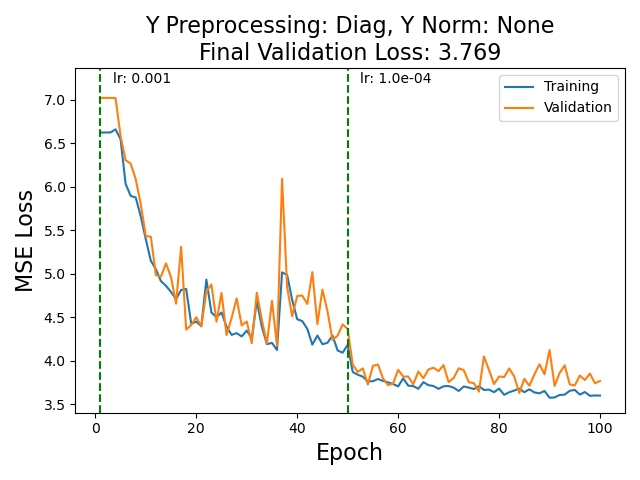 Y Preprocessing: Diag, Y Norm: None
Final Validation Loss: 3.769
lr: 0.001
lr: 1.0e-04
Training
Validation
MSE Loss
7.0
6.5
6.0
5.5
5.0
4.5
4.0
3.5
0
20
40
60
80
100
Epoch